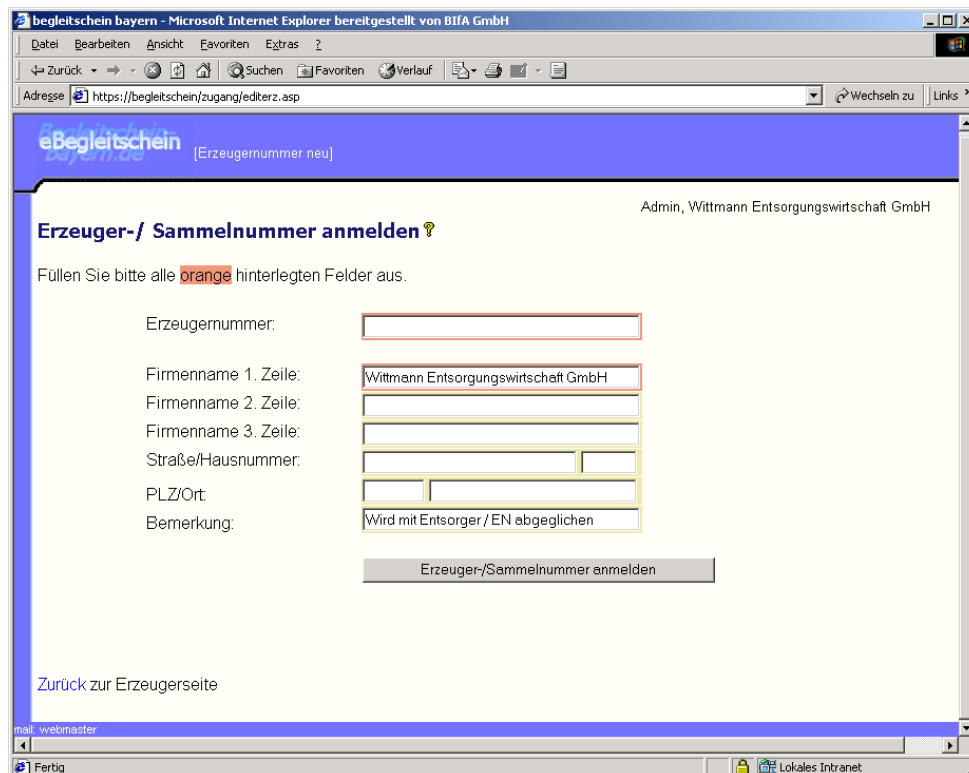 begleitschein bayern - Microsoft Internet Explorer bereitgestellt von BIfA GmbH
Datei Bearbeiten Ansicht Favoriten Extras ?
Zurück Suchen Favoriten Verlauf
Adresse https://begleitschein/zugang/editerz.asp Wechseln zu Links
Begleitschein-
bayern.de
eBegleitschein [Erzeugernummer neu]
Admin, Wittmann Entsorgungswirtschaft GmbH
Erzeuger-/ Sammelnummer anmelden ?
Füllen Sie bitte alle orange hinterlegten Felder aus.
Erzeugernummer:
Firmenname 1. Zeile: Wittmann Entsorgungswirtschaft GmbH
Firmenname 2. Zeile:
Firmenname 3. Zeile:
Straße/Hausnummer:
PLZ/Ort:
Bemerkung: Wird mit Entsorger / EN abgeglichen
Erzeuger-/Sammelnummer anmelden
Zurück zur Erzeugerseite
mail: webmaster
Fertig Lokales Intranet